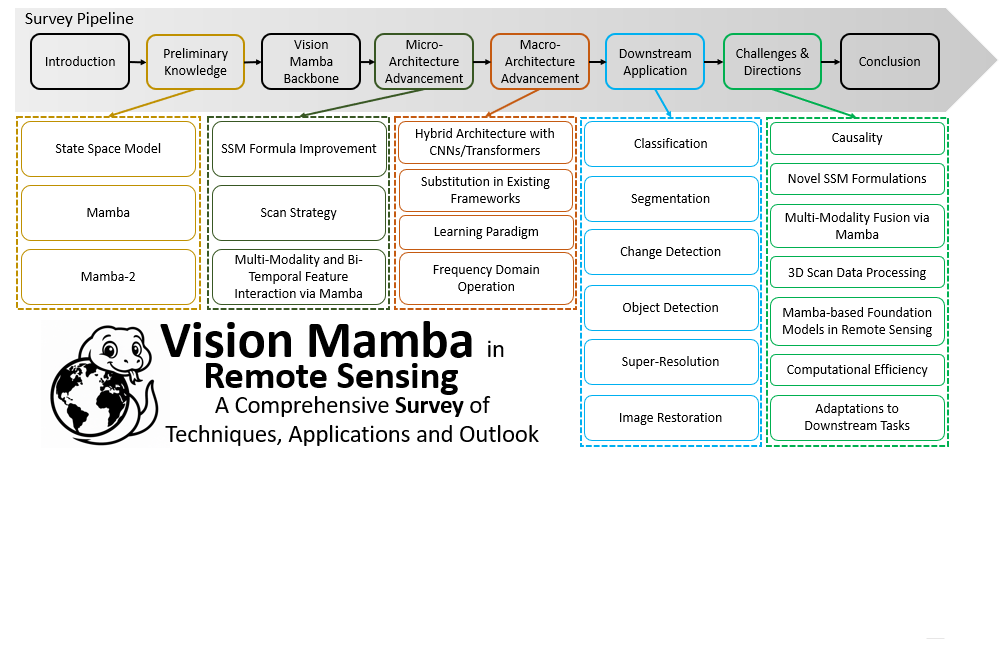 Survey Pipeline
Introduction
Preliminary
Knowledge
Vision
Mamba
Backbone
Micro-
Architecture
Advancement
Macro-
Architecture
Advancement
Downstream
Application
Challenges &
Directions
Conclusion
State Space Model
Mamba
Mamba-2
SSM Formula Improvement
Scan Strategy
Multi-Modality and Bi-
Temporal Feature
Interaction via Mamba
Hybrid Architecture with
CNNs/Transformers
Substitution in Existing
Frameworks
Learning Paradigm
Frequency Domain
Operation
Classification
Segmentation
Change Detection
Object Detection
Super-Resolution
Image Restoration
Causality
Novel SSM Formulations
Multi-Modality Fusion via
Mamba
3D Scan Data Processing
Mamba-based Foundation
Models in Remote Sensing
Computational Efficiency
Adaptations to
Downstream Tasks
Vision Mamba in
Remote Sensing
A Comprehensive Survey of
Techniques, Applications and Outlook